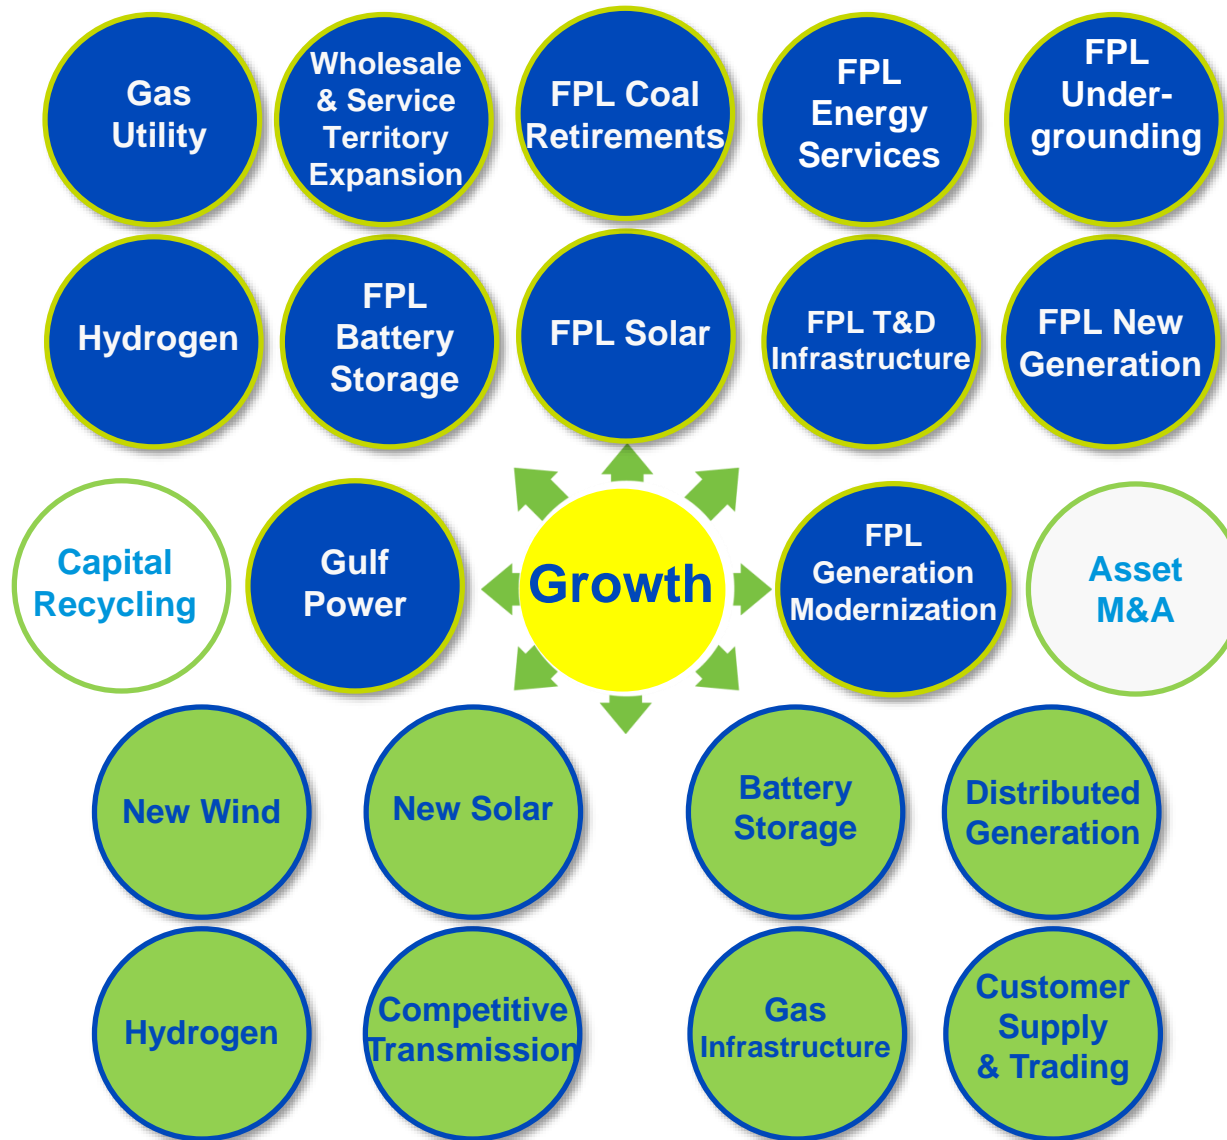 Gas
Utility
Wholesale
& Service
Territory
Expansion
FPL Coal
Retirements
FPL
Energy
Services
FPL
Under-
grounding
Hydrogen
FPL
Battery
Storage
FPL Solar
FPL T&D
Infrastructure
FPL New
Generation
Capital
Recycling
Gulf
Power
Growth
FPL
Generation
Modernization
Asset
M&A
New Wind
New Solar
Battery
Storage
Distributed
Generation
Hydrogen
Competitive
Transmission
Gas
Infrastructure
Customer
Supply
& Trading